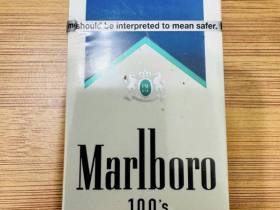 should be interpreted to mean safer.
Marlboro
100's